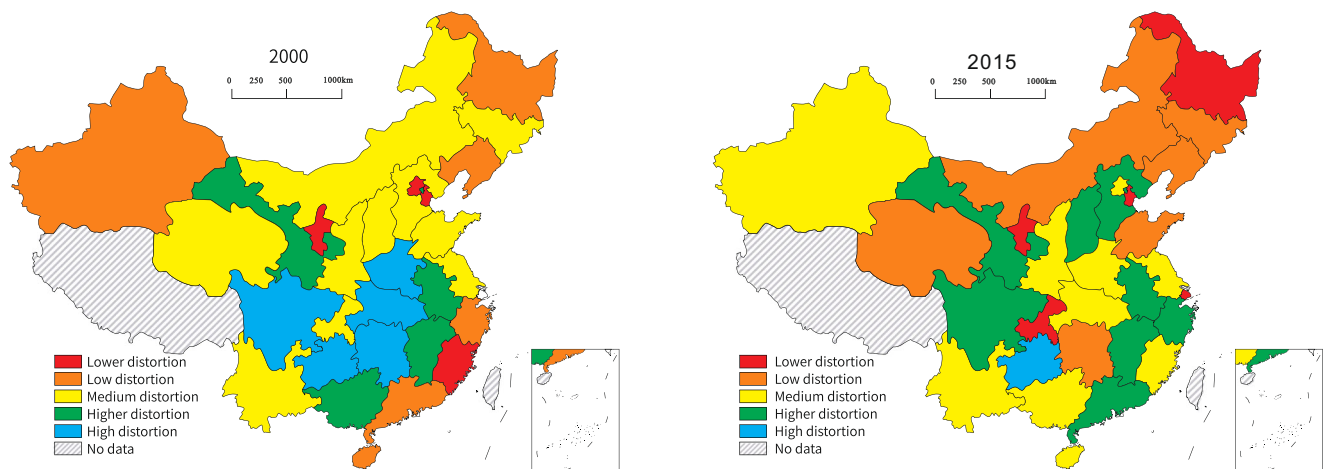 2000
0 250 500 1000km
Lower distortion
Low distortion
Medium distortion
Higher distortion
High distortion
No data
2015
0 250 500 1000km
Lower distortion
Low distortion
Medium distortion
Higher distortion
High distortion
No data